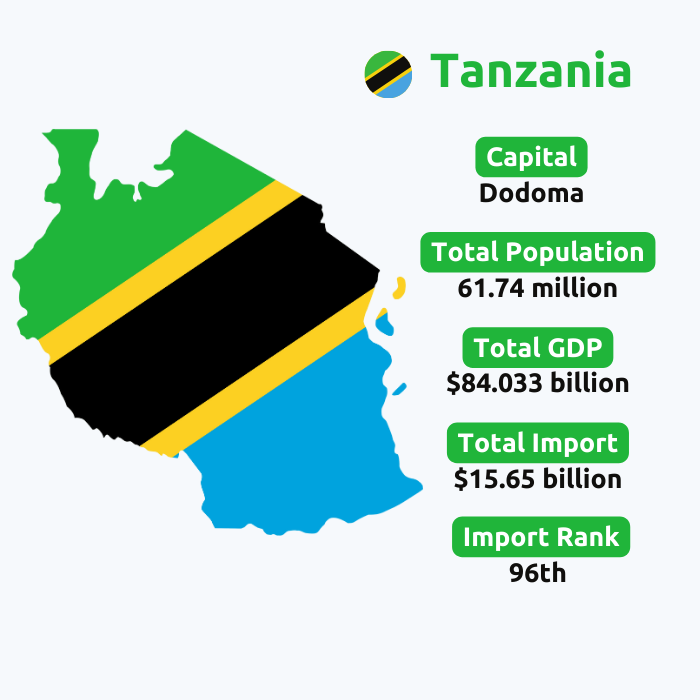 Tanzania
Capital
Dodoma
Total Population
61.74 million
Total GDP
$84.033 billion
Total Import
$15.65 billion
Import Rank
96th